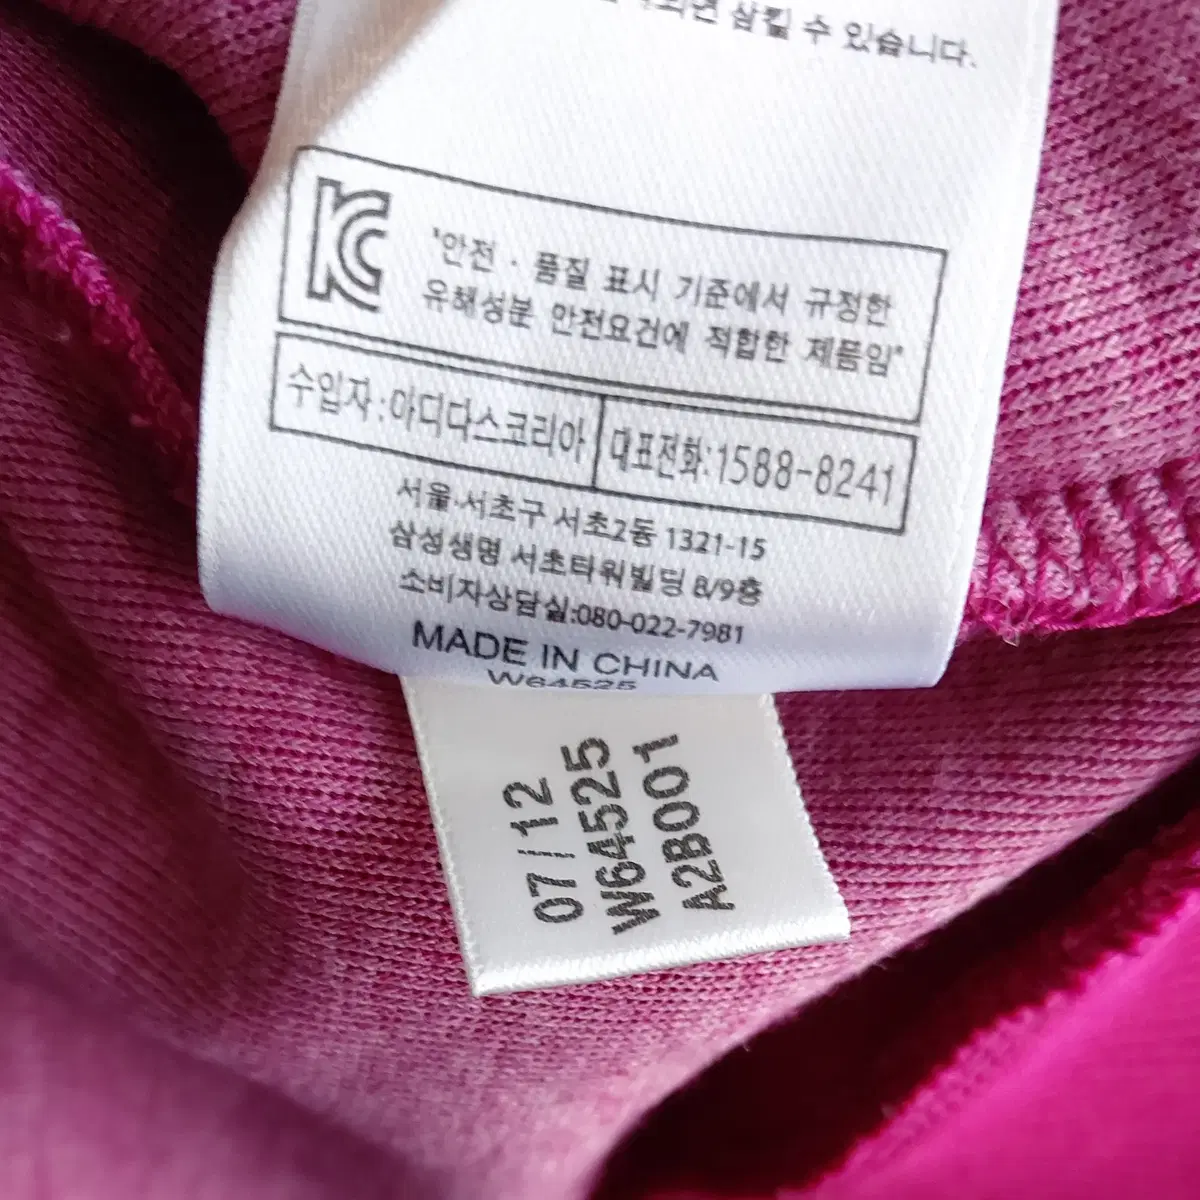 삼킬 수 있습니다.
KC
"안전 · 품질 표시 기준에서 규정한
유해성분 안전요건에 적합한 제품임"
수입자:아디다스코리아
대표전화:1588-8241
서울.서초구 서초2동 1321-15
삼성생명 서초타워빌딩 8/9층
소비자상담실:080-022-7981
MADE IN CHINA
W64525
07/12
W64525
A2B001